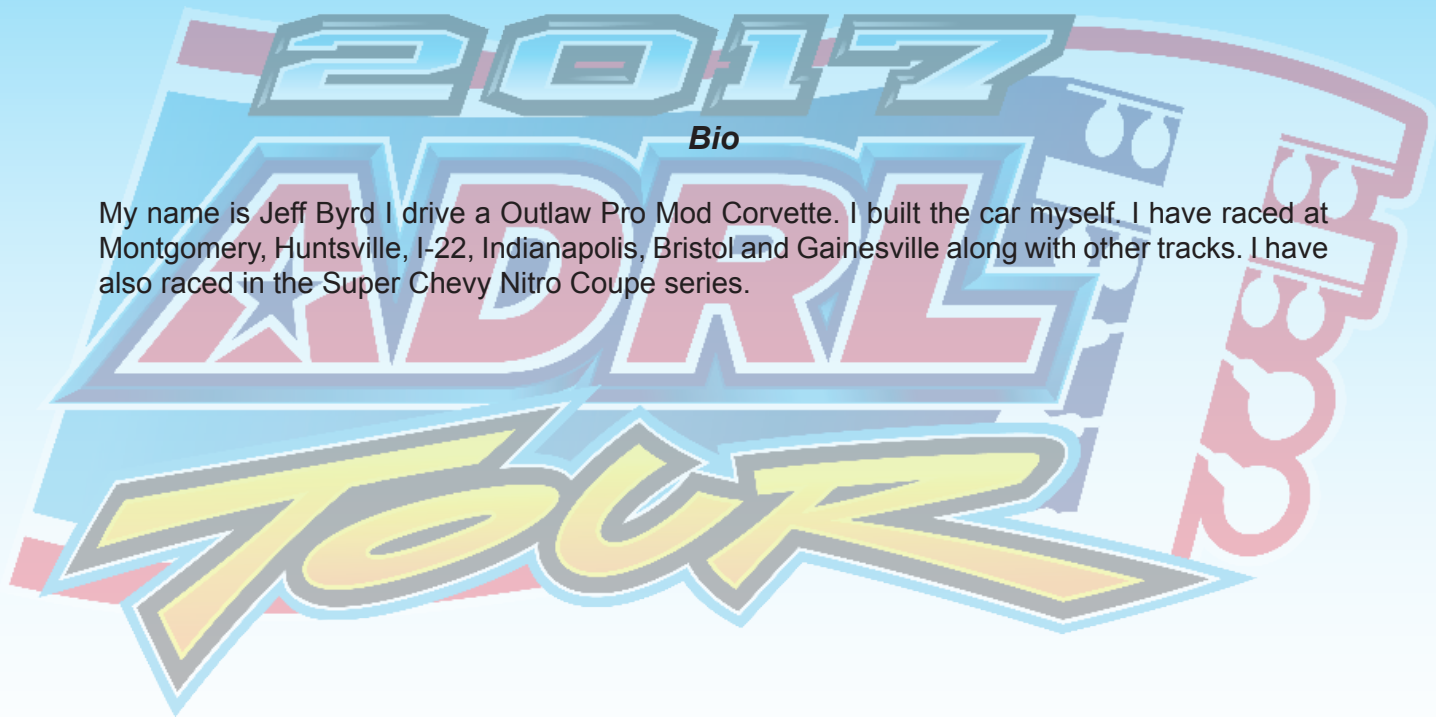 2017
Bio
ADRL
My name is Jeff Byrd I drive a Outlaw Pro Mod Corvette. I built the car myself. I have raced at
Montgomery, Huntsville, I-22, Indianapolis, Bristol and Gainesville along with other tracks. I have
also raced in the Super Chevy Nitro Coupe series.
TOUR